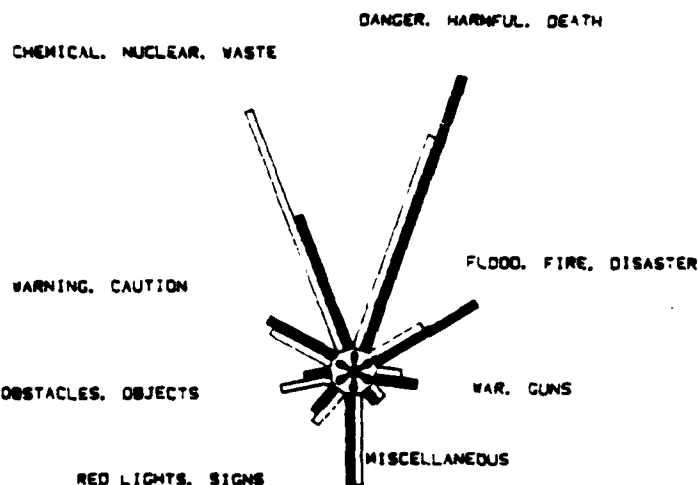 DANGER. HARMFUL. DEATH
CHEMICAL. NUCLEAR. WASTE
FLOOD. FIRE. DISASTER
WARNING. CAUTION
OBSTACLES. OBJECTS
WAR. GUNS
MISCELLANEOUS
RED LIGHTS. SIGNS